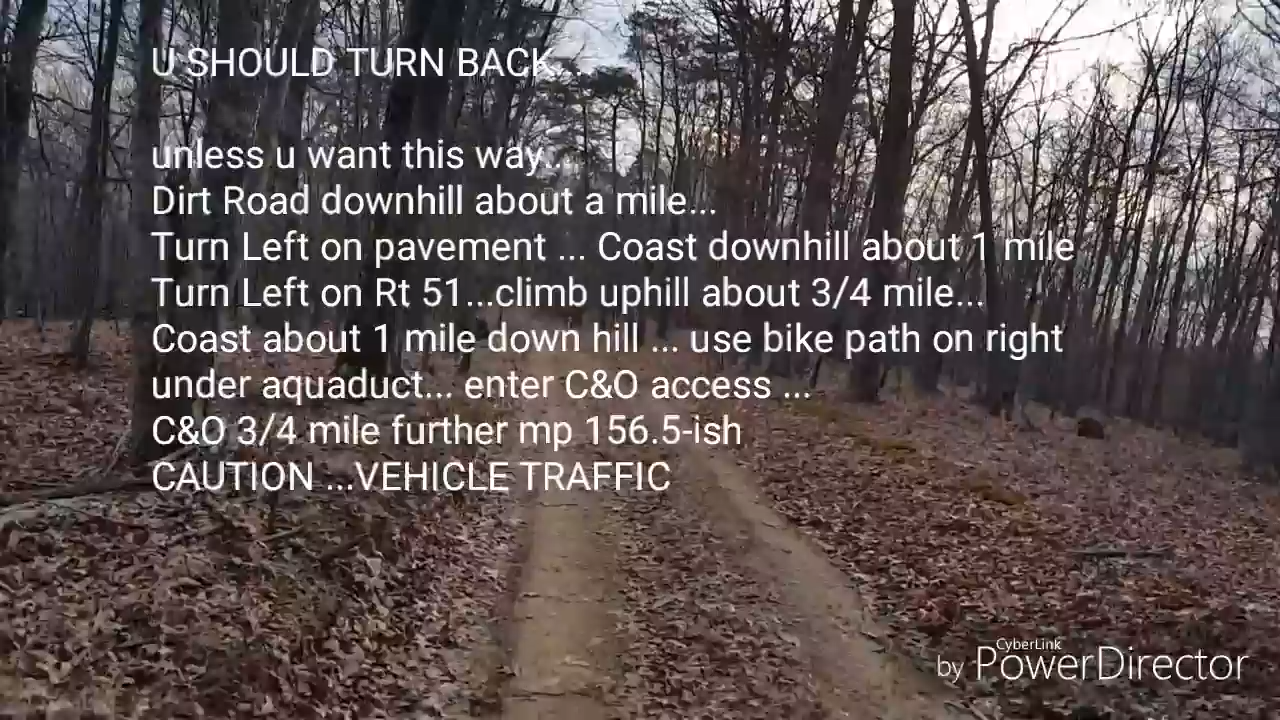 U SHOULD TURN BACK...
unless u want this way...
Dirt Road downhill about a mile...
Turn Left on pavement ... Coast downhill about 1 mile
Turn Left on Rt 51...climb uphill about 3/4 mile...
Coast about 1 mile down hill ... use bike path on right
under aquaduct... enter C&O access ...
C&O 3/4 mile further mp 156.5-ish
CAUTION ...VEHICLE TRAFFIC
CyberLink
by PowerDirector